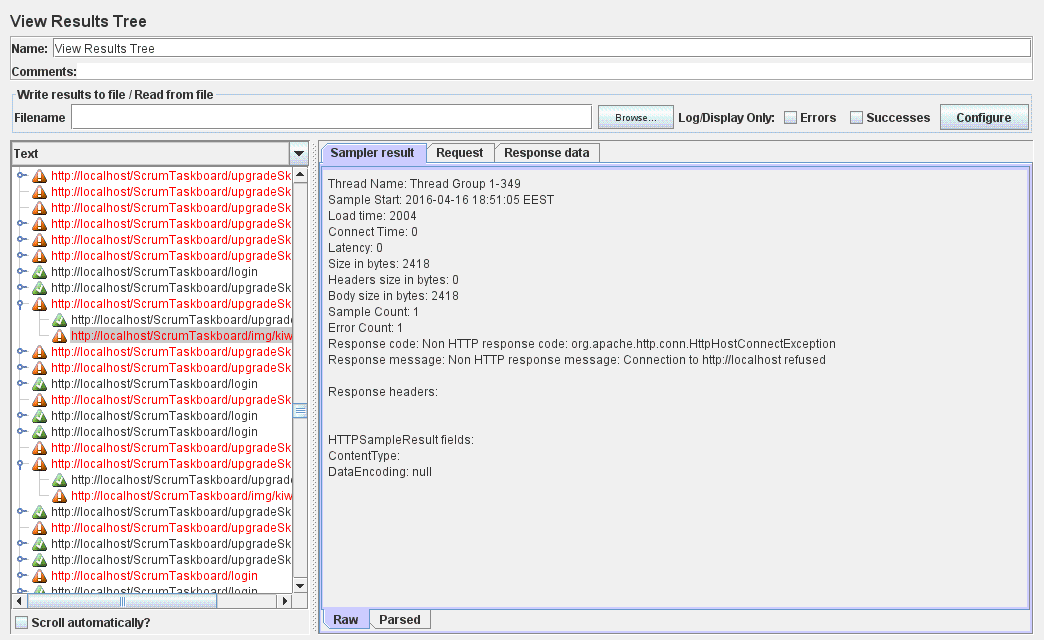 View Results Tree
Name: View Results Tree
Comments:
Write results to file / Read from file
Filename Browse... Log/Display Only: Errors Successes Configure
Text
http://localhost/ScrumTaskboard/upgradeSk
http://localhost/ScrumTaskboard/upgradeSk
http://localhost/ScrumTaskboard/upgradeSk
http://localhost/ScrumTaskboard/upgradeSk
http://localhost/ScrumTaskboard/upgradeSk
http://localhost/ScrumTaskboard/upgradeSk
http://localhost/ScrumTaskboard/login
http://localhost/ScrumTaskboard/upgradeSk
http://localhost/ScrumTaskboard/upgradeSk
http://localhost/ScrumTaskboard/upgrade
http://localhost/ScrumTaskboard/img/kiw
http://localhost/ScrumTaskboard/upgradeSk
http://localhost/ScrumTaskboard/upgradeSk
http://localhost/ScrumTaskboard/login
http://localhost/ScrumTaskboard/upgradeSk
http://localhost/ScrumTaskboard/login
http://localhost/ScrumTaskboard/login
http://localhost/ScrumTaskboard/upgradeSk
http://localhost/ScrumTaskboard/upgradeSk
http://localhost/ScrumTaskboard/upgrade
http://localhost/ScrumTaskboard/img/kiw
http://localhost/ScrumTaskboard/upgradeSk
http://localhost/ScrumTaskboard/upgradeSk
http://localhost/ScrumTaskboard/upgradeSk
http://localhost/ScrumTaskboard/upgradeSk
http://localhost/ScrumTaskboard/login
http://localhost/ScrumTaskboard/login
Scroll automatically?
Sampler result Request Response data
Thread Name: Thread Group 1-349
Sample Start: 2016-04-16 18:51:05 EEST
Load time: 2004
Connect Time: 0
Latency: 0
Size in bytes: 2418
Headers size in bytes: 0
Body size in bytes: 2418
Sample Count: 1
Error Count: 1
Response code: Non HTTP response code: org.apache.http.conn.HttpHostConnectException
Response message: Non HTTP response message: Connection to http://localhost refused
Response headers:
HTTPSampleResult fields:
ContentType:
DataEncoding: null
Raw Parsed